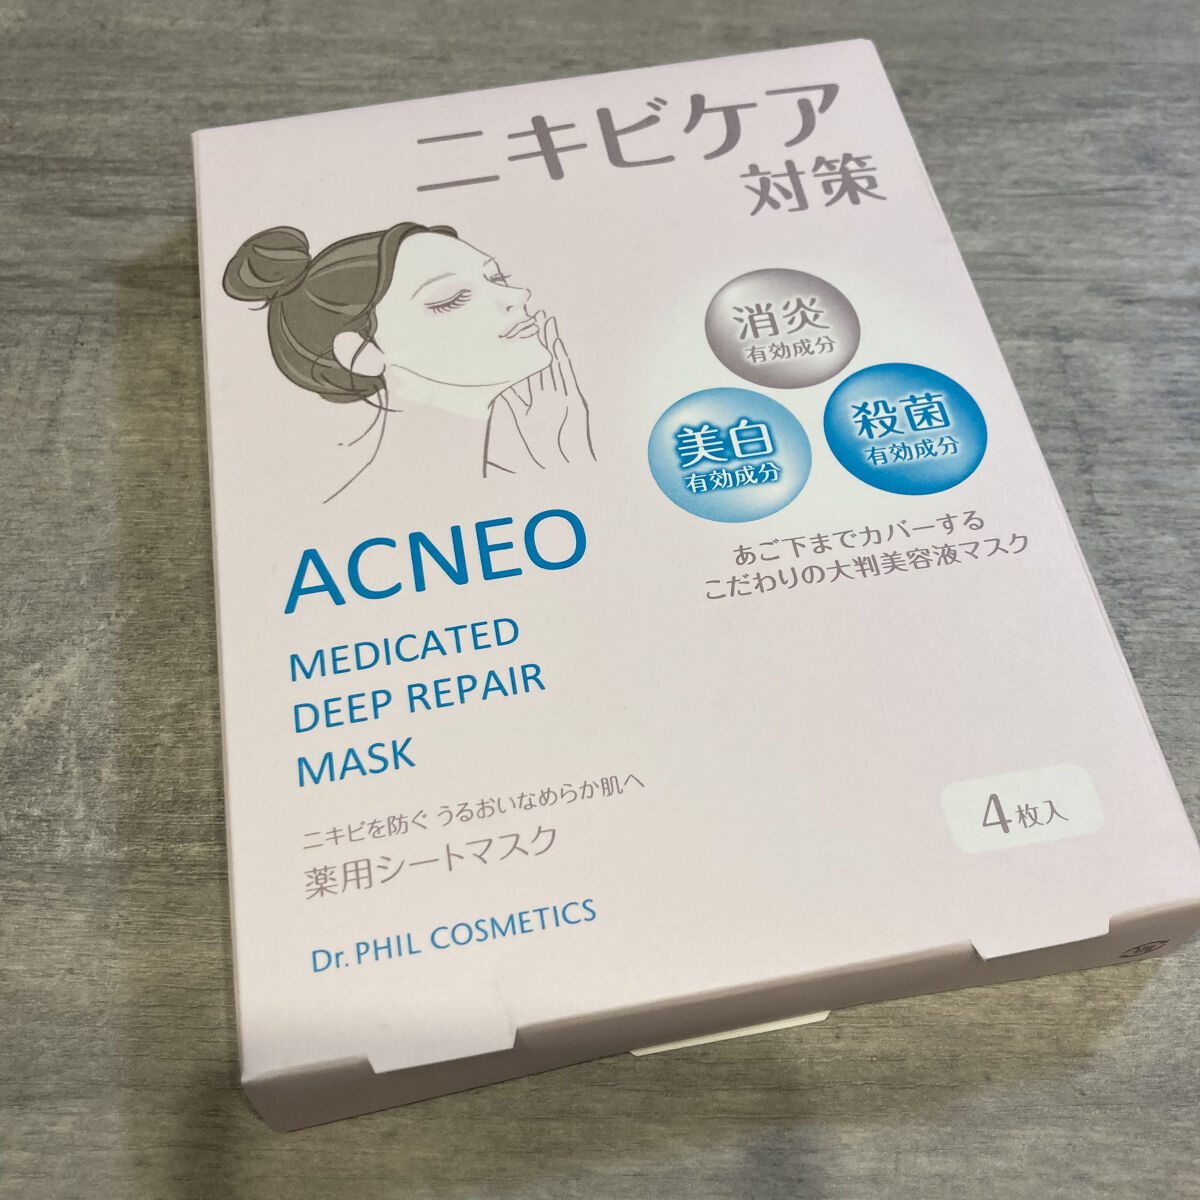 ニキビケア
対策
消炎
有効成分
美白
有効成分
殺菌
有効成分
あご下までカバーする
こだわりの大判美容液マスク
ACNEO
MEDICATED
DEEP REPAIR
MASK
ニキビを防ぐ うるおいなめらか肌へ
薬用シートマスク
4枚入
Dr. PHIL COSMETICS